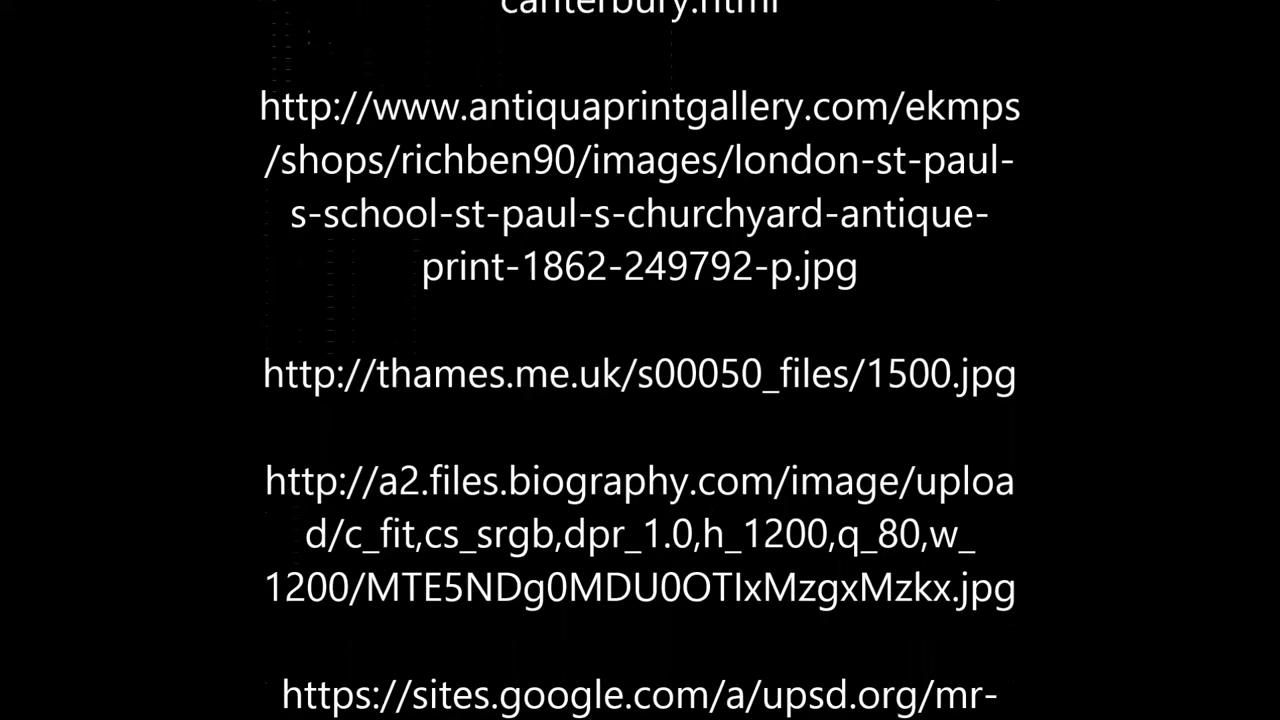 canterbury.html
http://www.antiquaprintgallery.com/ekmps
/shops/richben90/images/london-st-paul-
s-school-st-paul-s-churchyard-antique-
print-1862-249792-p.jpg
http://thames.me.uk/s00050_files/1500.jpg
http://a2.files.biography.com/image/uploa
d/c_fit,cs_srgb,dpr_1.0,h_1200,q_80,w_
1200/MTE5NDg0MDU0OTIxMzgxMzkx.jpg
https://sites.google.com/a/upsd.org/mr-